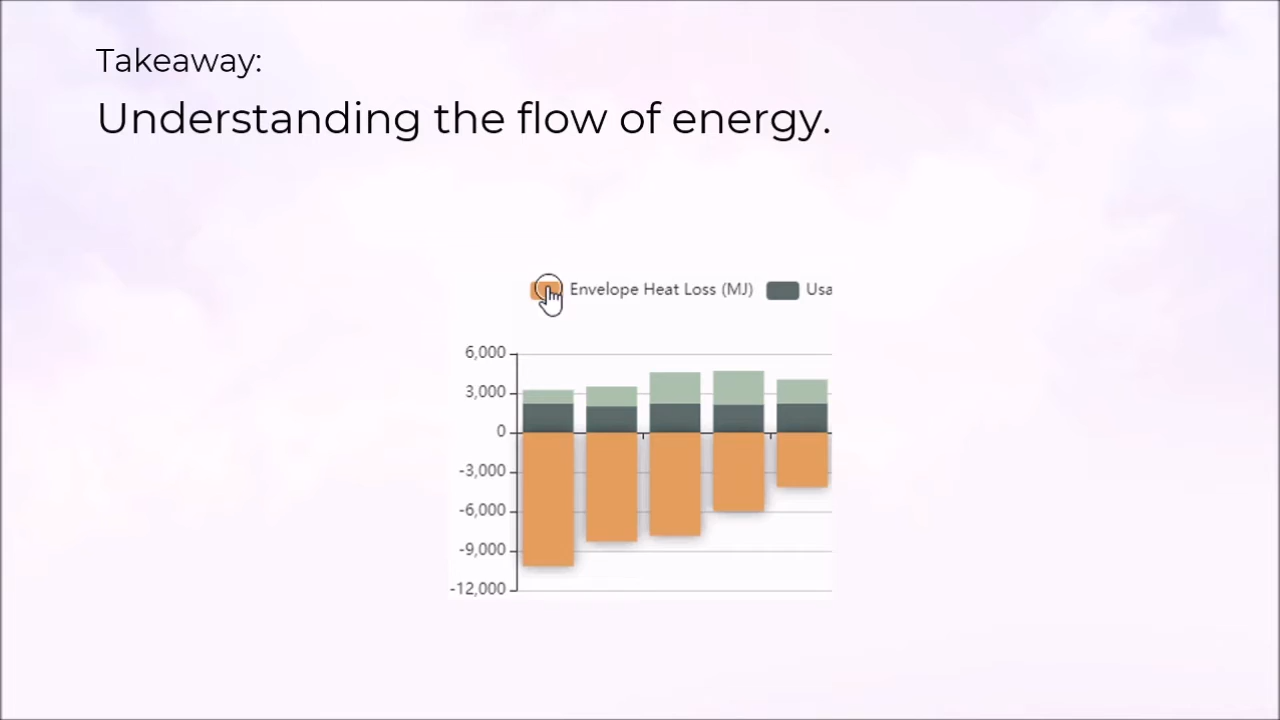 Takeaway:
Understanding the flow of energy.
Envelope Heat Loss (MJ) Usa
6,000
3,000
0
-3,000
-6,000
-9,000
-12,000